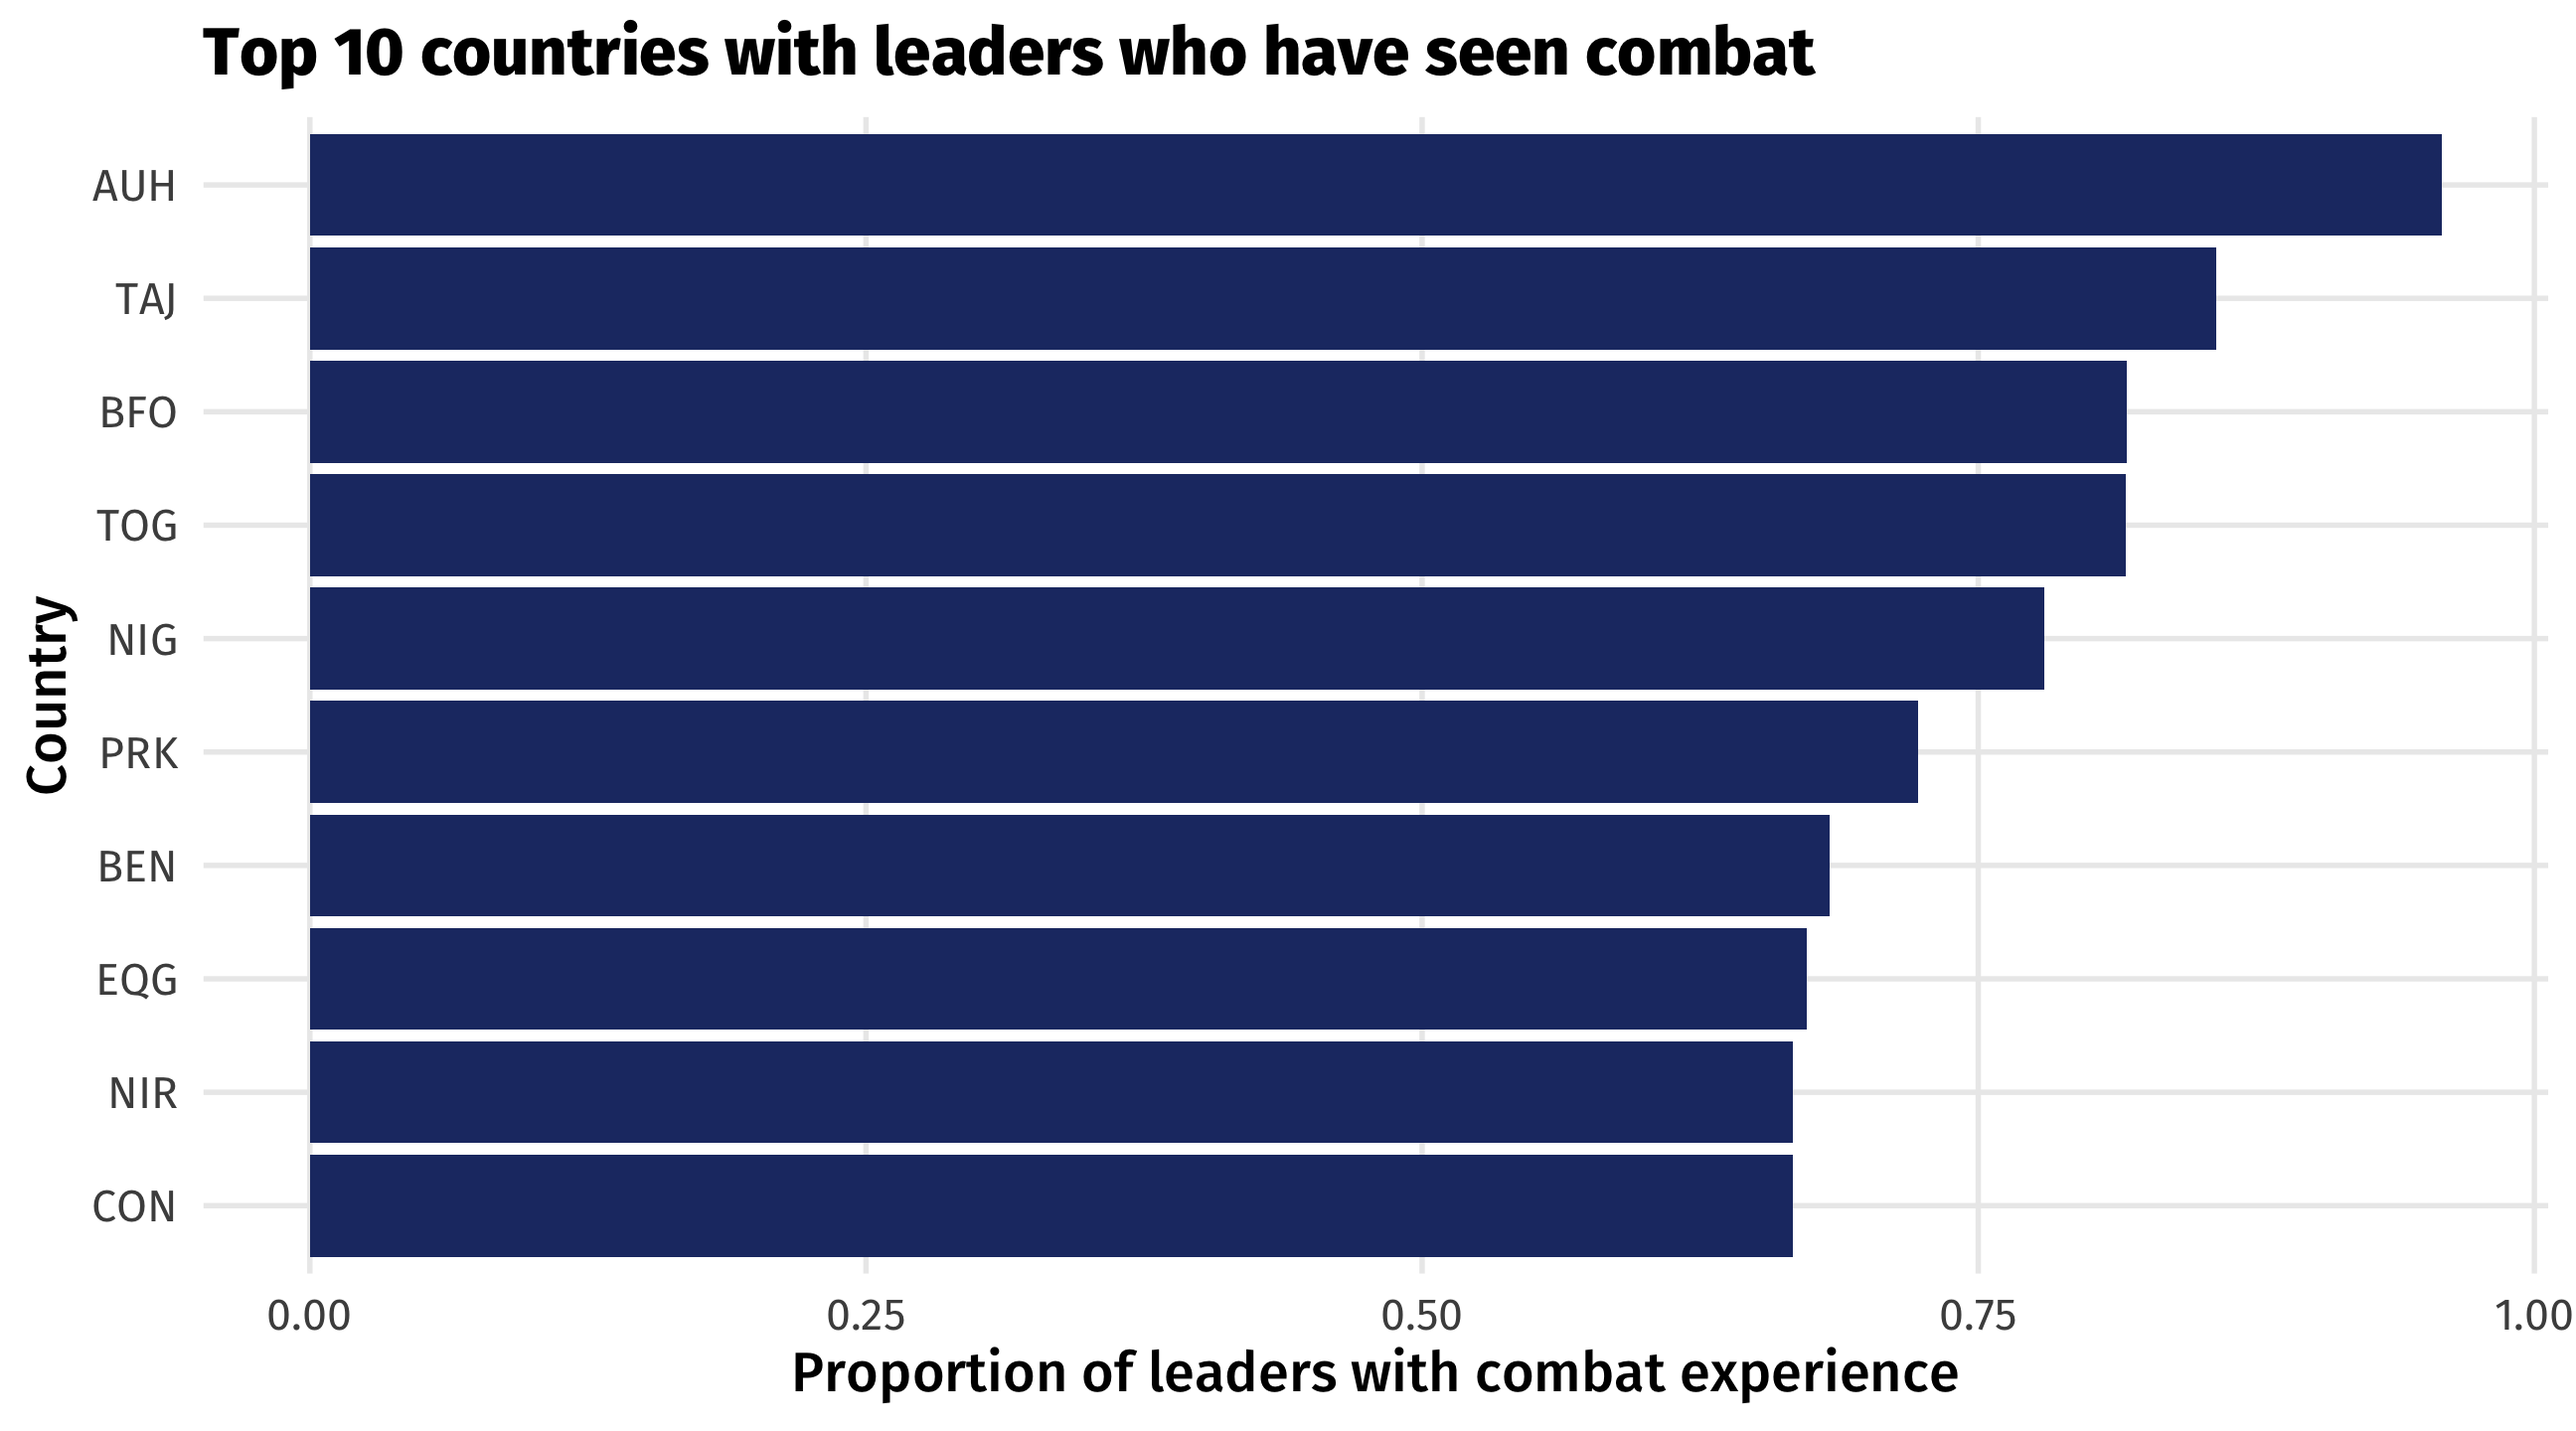 Top 10 countries with leaders who have seen combat
Country
AUH
TAJ
BFO
TOG
NIG
PRK
BEN
EQG
NIR
CON
0.00 0.25 0.50 0.75 1.00
Proportion of leaders with combat experience